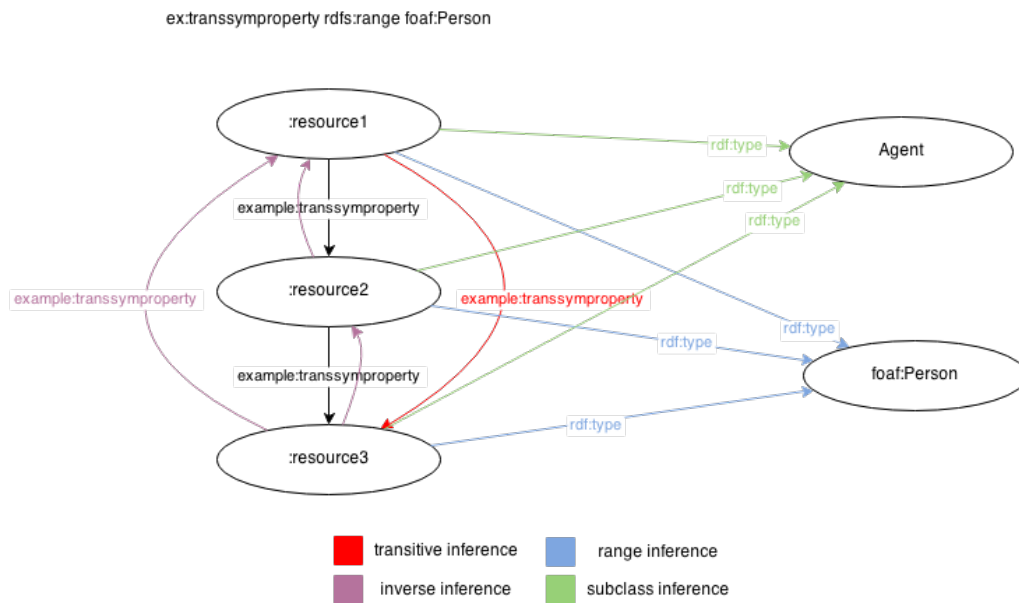 ex:transsymproperty rdfs:range foaf:Person
:resource1
Agent
rdf:type
rdf:type
example:transsymproperty
rdf:type
:resource2
example:transsymproperty
example:transsymproperty
rdf:type
rdf:type
example:transsymproperty
foaf:Person
rdf:type
:resource3
transitive inference
range inference
inverse inference
subclass inference